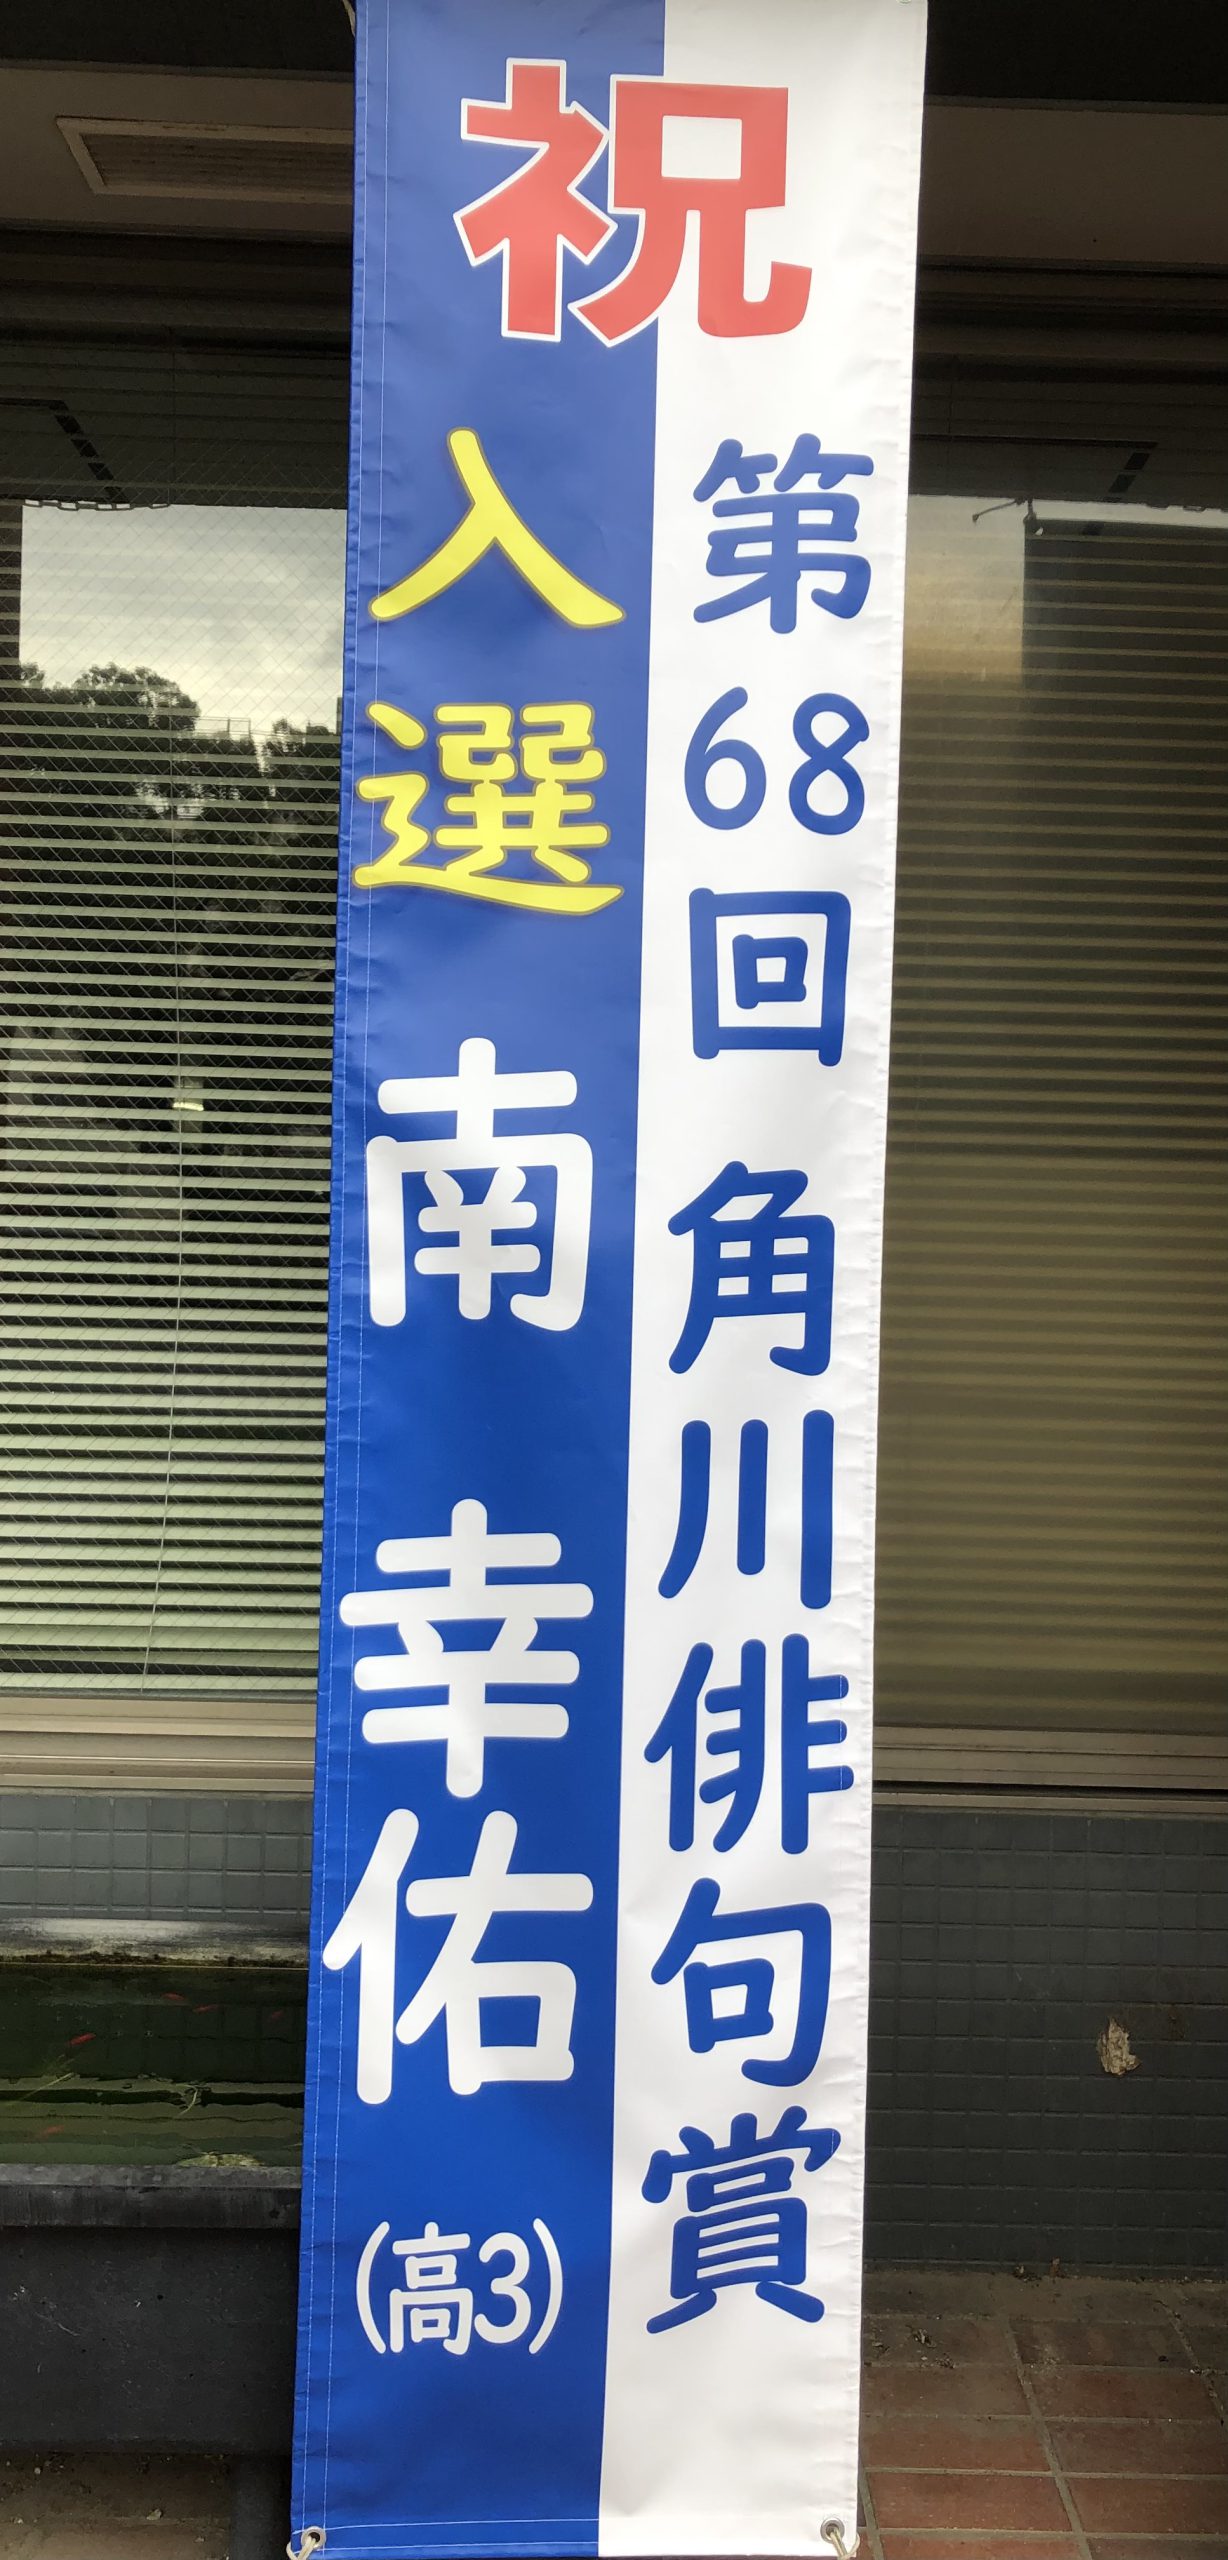 祝
第68回 角川俳句賞
入選 南 幸佑 (高3)